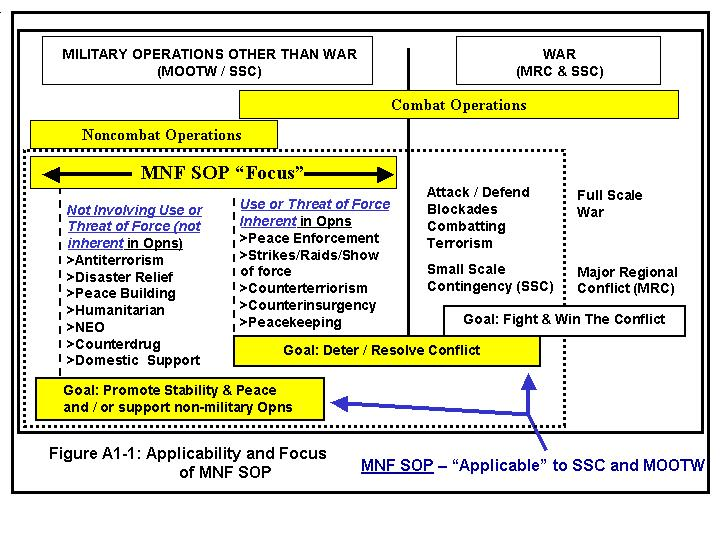 MILITARY OPERATIONS OTHER THAN WAR
(MOOTW / SSC)
WAR
(MRC & SSC)
Combat Operations
Noncombat Operations
MNF SOP “Focus”
Not Involving Use or
Threat of Force (not
inherent in Opns)
>Antiterrorism
>Disaster Relief
>Peace Building
>Humanitarian
>NEO
>Counterdrug
>Domestic Support
Use or Threat of Force
Inherent in Opns
>Peace Enforcement
>Strikes/Raids/Show
of force
>Counterterriorism
>Counterinsurgency
>Peacekeeping
Attack / Defend
Blockades
Combatting
Terrorism
Small Scale
Contingency (SSC)
Full Scale
War
Major Regional
Conflict (MRC)
Goal: Fight & Win The Conflict
Goal: Deter / Resolve Conflict
Goal: Promote Stability & Peace
and / or support non-military Opns
Figure A1-1: Applicability and Focus
of MNF SOP
MNF SOP – “Applicable” to SSC and MOOTW